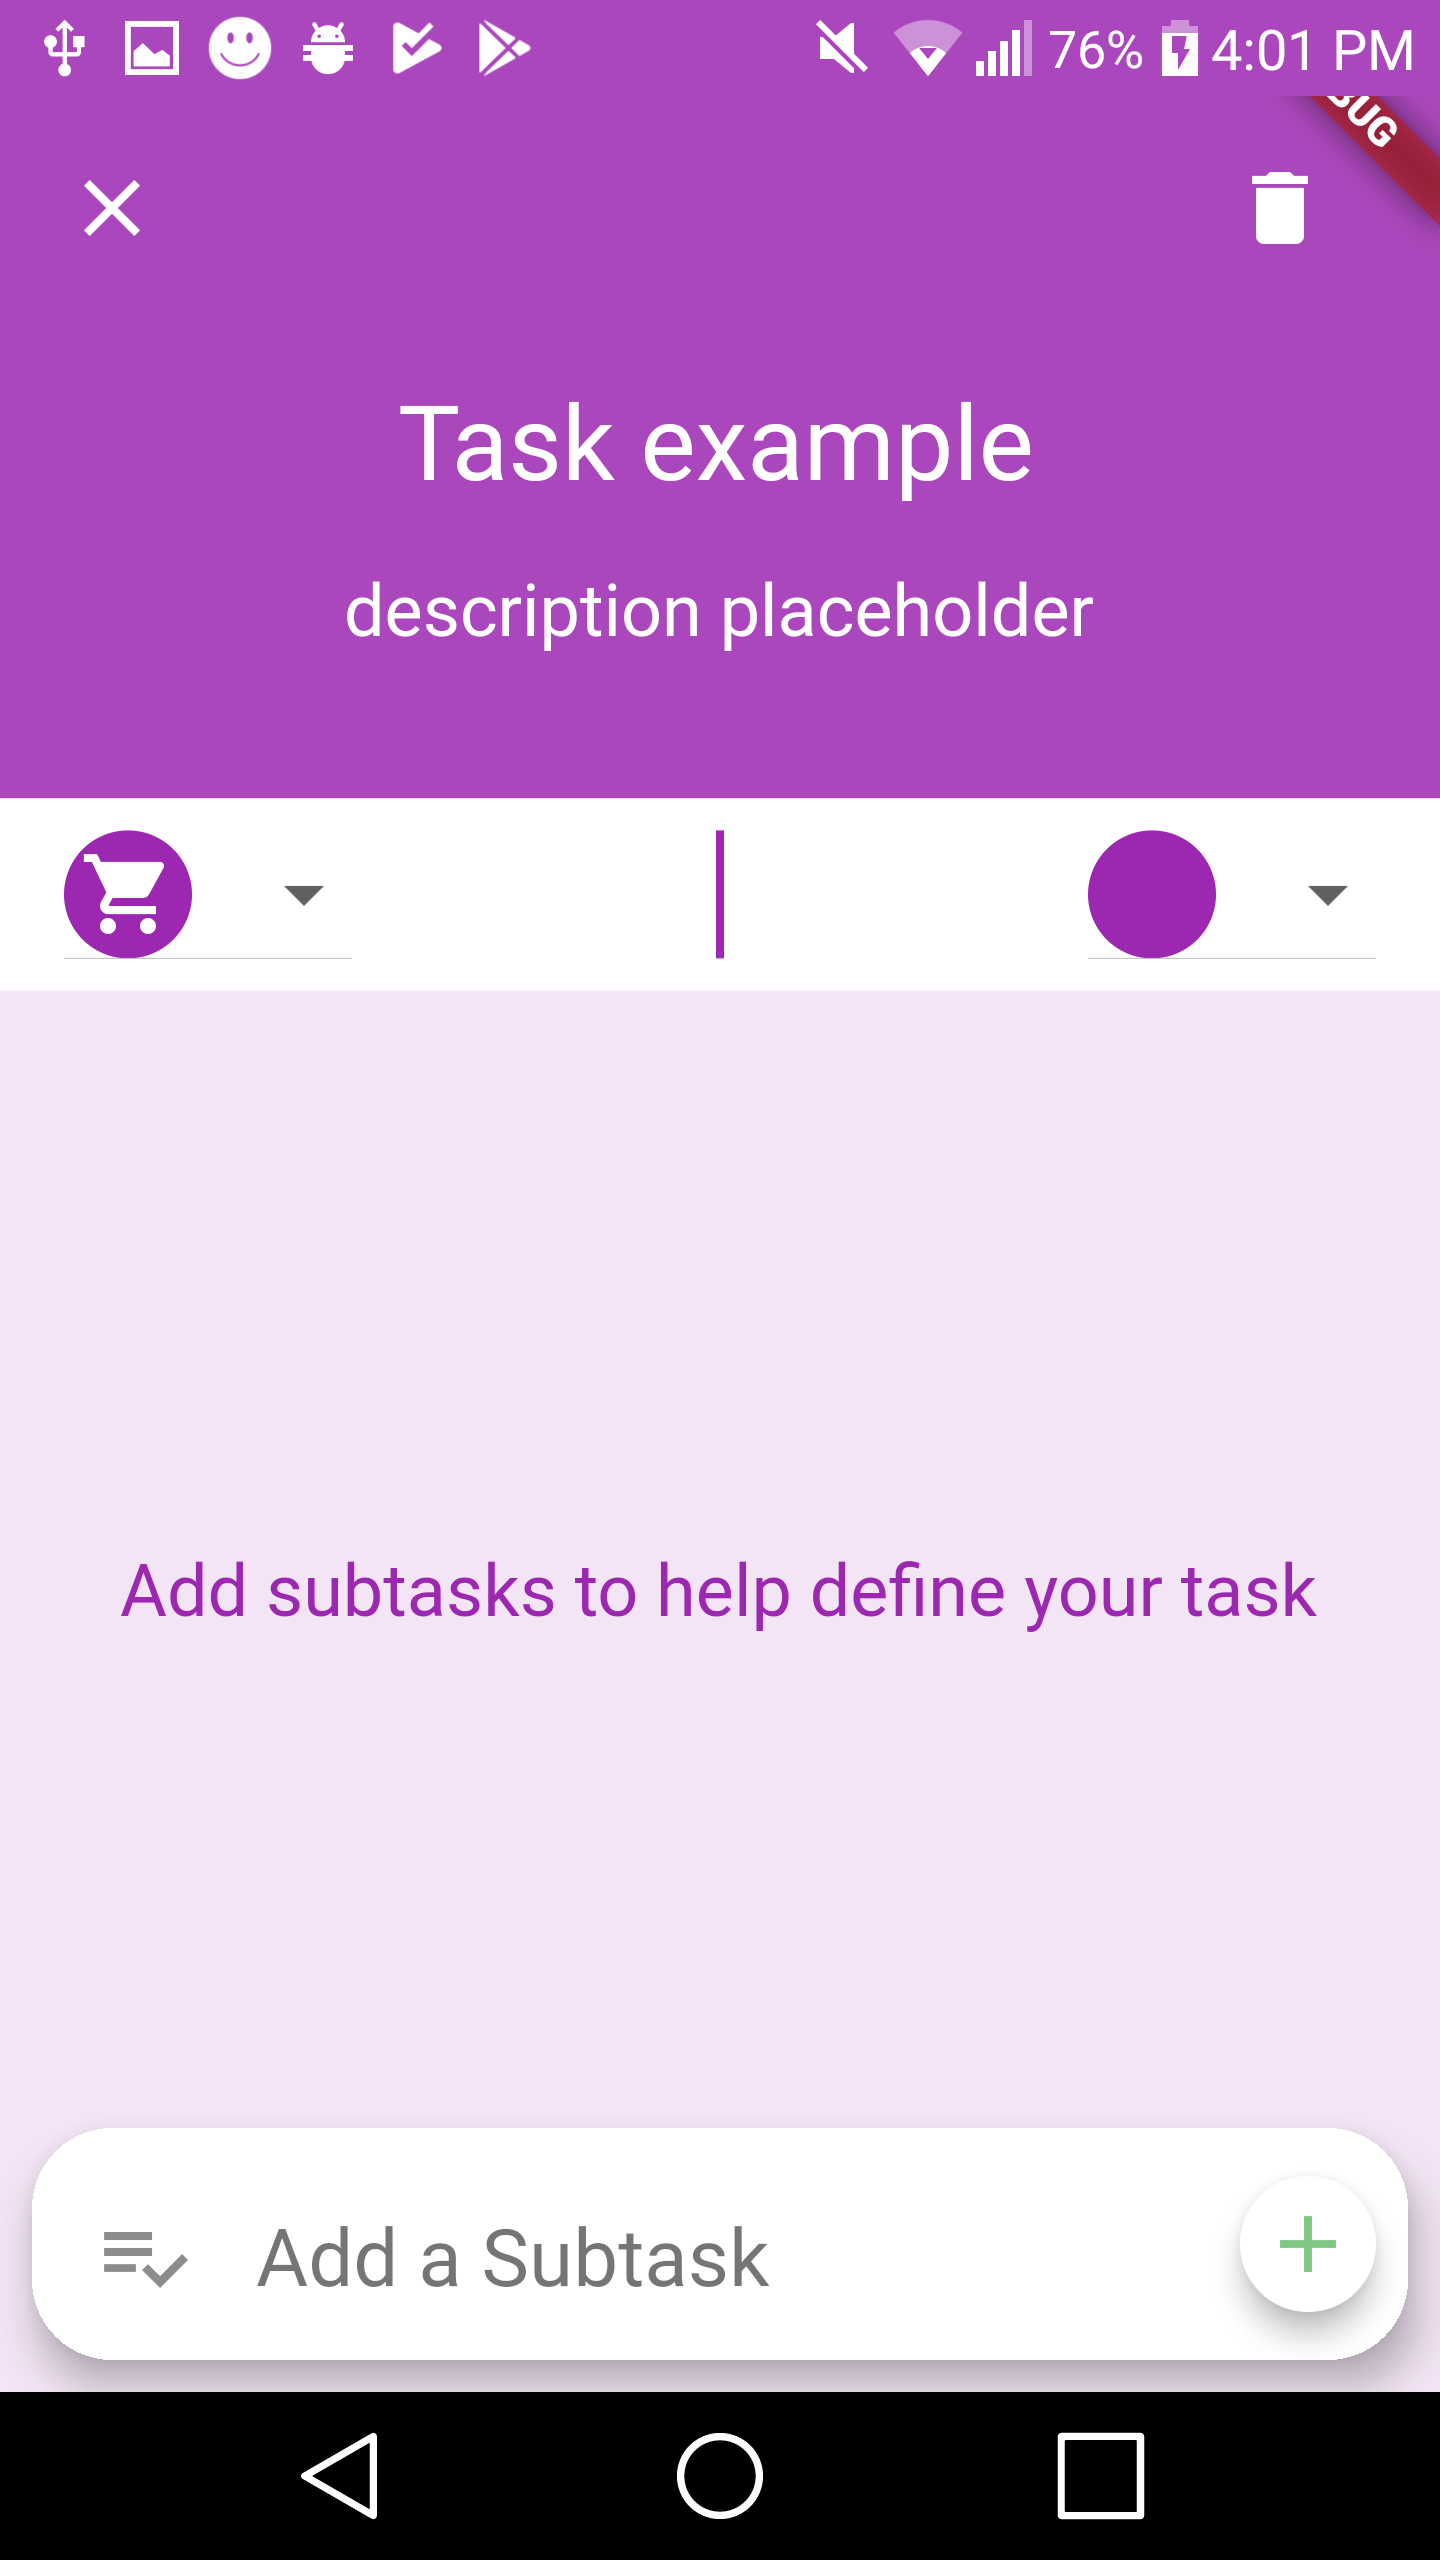 76% 4:01 PM
BUG
Task example
description placeholder
Add subtasks to help define your task
Add a Subtask